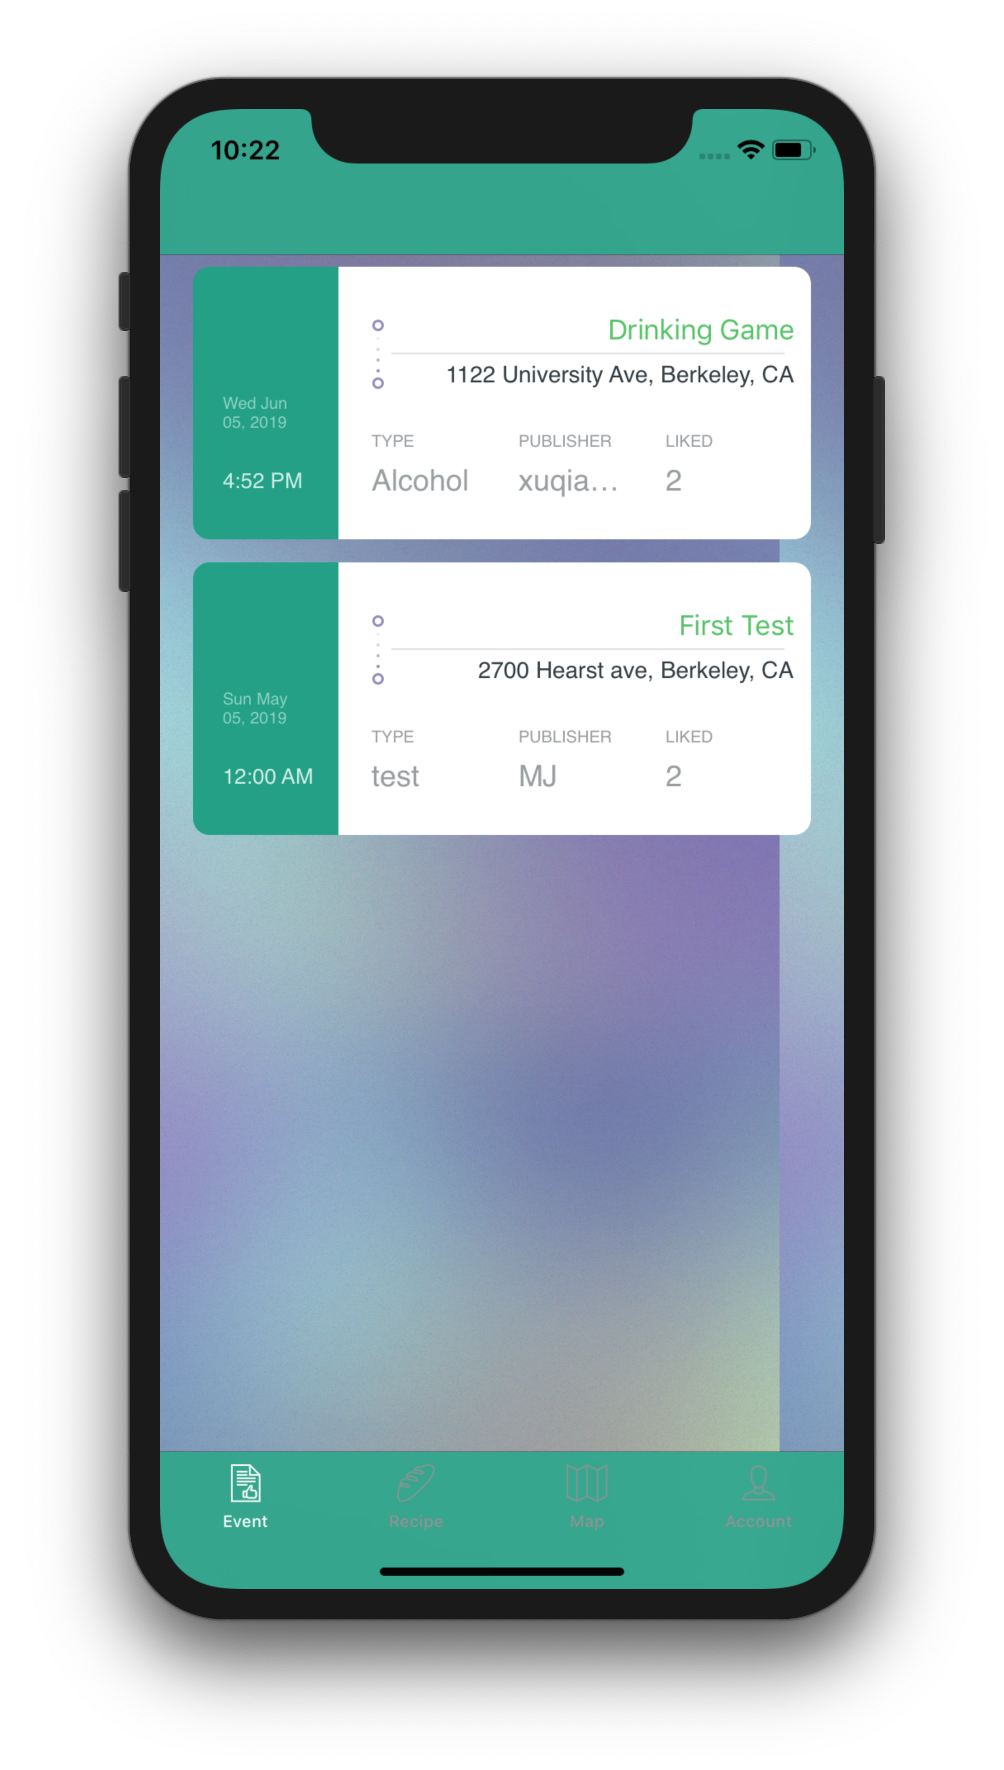 10:22
Drinking Game
1122 University Ave, Berkeley, CA
Wed Jun
05, 2019
4:52 PM
TYPE PUBLISHER LIKED
Alcohol xuqia... 2
First Test
2700 Hearst ave, Berkeley, CA
Sun May
05, 2019
12:00 AM
TYPE PUBLISHER LIKED
test MJ 2
Event Recipe Map Account